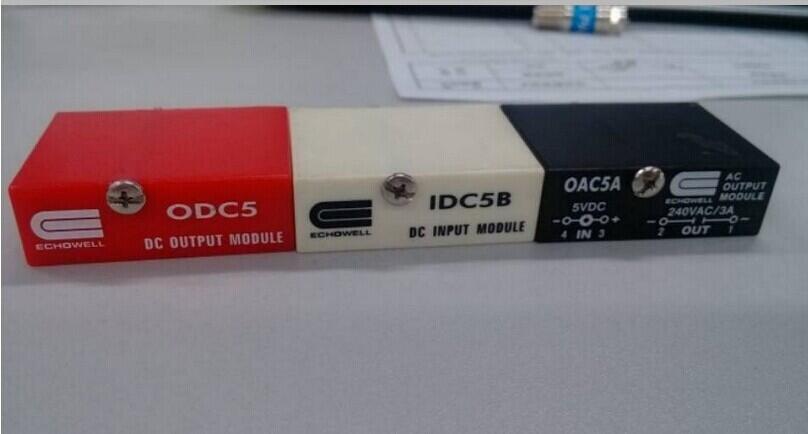 ODC5
ECHOWELL
DC OUTPUT MODULE
IDC5B
ECHOWELL
DC INPUT MODULE
OAC5A
AC
OUTPUT
MODULE
ECHOWELL
5VDC
240VAC/3A
+
4 IN 3
2 OUT 1